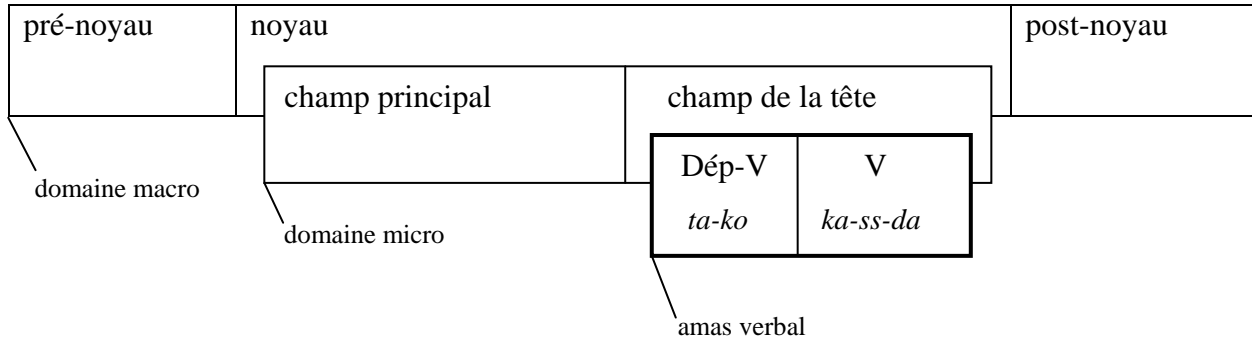 pré-noyau noyau post-noyau
champ principal champ de la tête
Dép-V V
domaine macro
ta-ko ka-ss-da
domaine micro
amas verbal